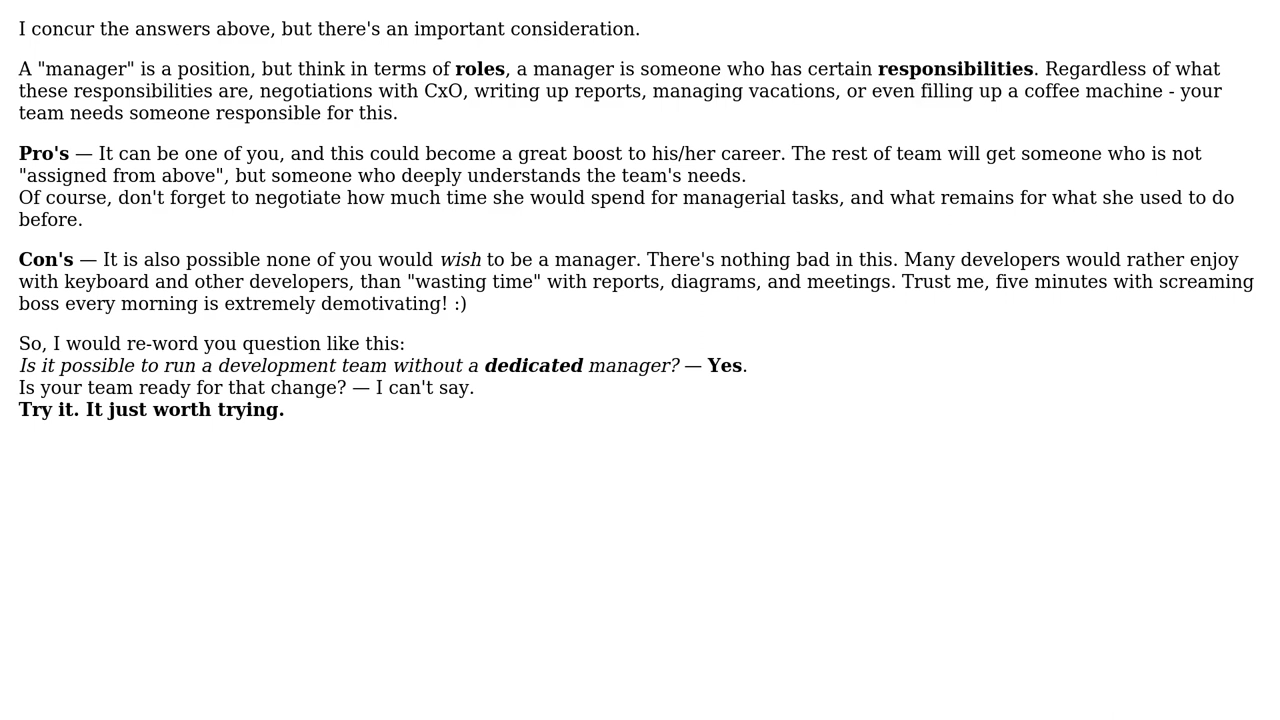 I concur the answers above, but there's an important consideration.
A "manager" is a position, but think in terms of roles, a manager is someone who has certain responsibilities. Regardless of what
these responsibilities are, negotiations with CxO, writing up reports, managing vacations, or even filling up a coffee machine - your
team needs someone responsible for this.
Pro's — It can be one of you, and this could become a great boost to his/her career. The rest of team will get someone who is not
"assigned from above", but someone who deeply understands the team's needs.
Of course, don't forget to negotiate how much time she would spend for managerial tasks, and what remains for what she used to do
before.
Con's — It is also possible none of you would wish to be a manager. There's nothing bad in this. Many developers would rather enjoy
with keyboard and other developers, than "wasting time" with reports, diagrams, and meetings. Trust me, five minutes with screaming
boss every morning is extremely demotivating! :)
So, I would re-word you question like this:
Is it possible to run a development team without a dedicated manager? — Yes.
Is your team ready for that change? — I can't say.
Try it. It just worth trying.